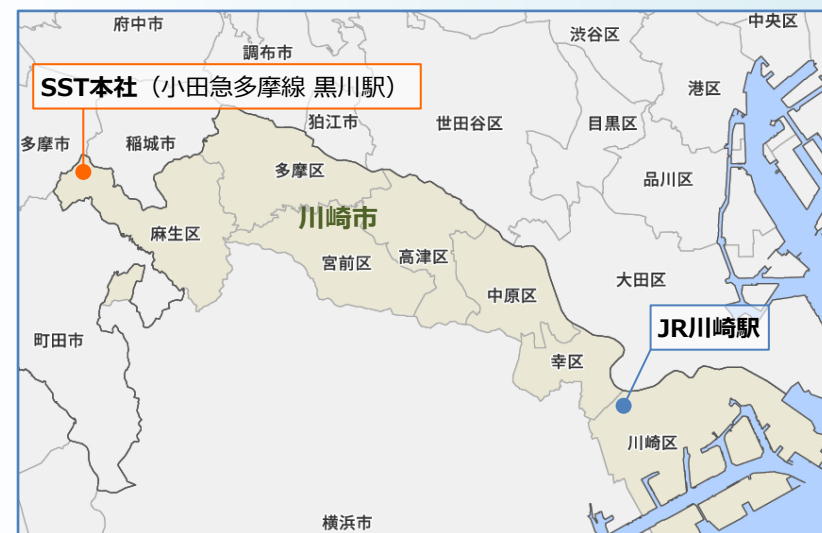 府中市
渋谷区
中央区
調布市
SST本社（小田急多摩線 黒川駅）
港区
狛江市
世田谷区
目黒区
多摩市
稲城市
多摩区
品川区
川崎市
麻生区
宮前区
高津区
大田区
中原区
JR川崎駅
町田市
幸区
川崎区
横浜市